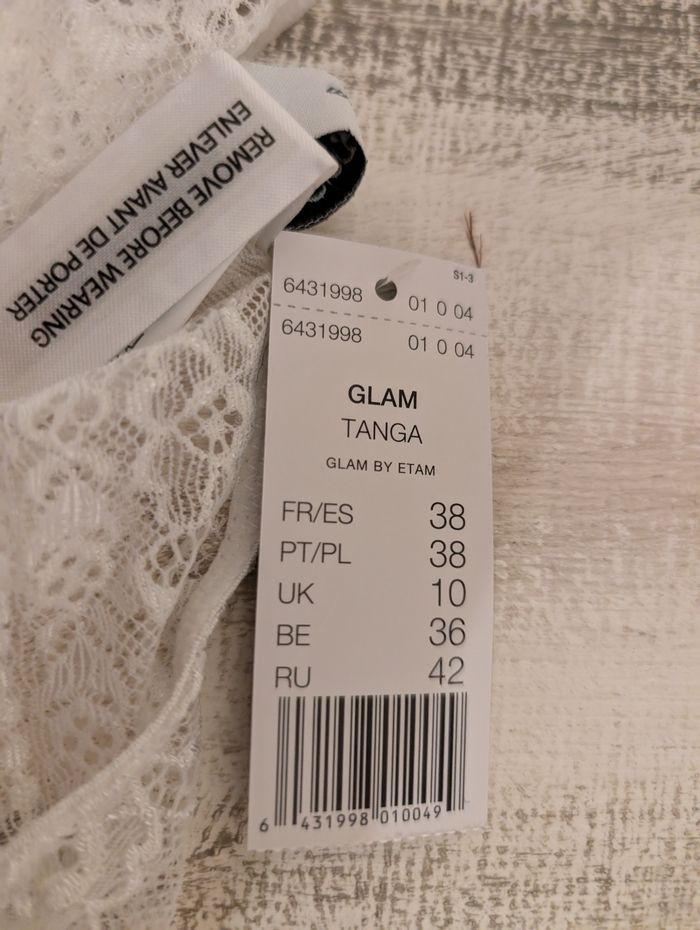 REMOVE BEFORE WEARING
ENLEVER AVANT DE PORTER
S1-3
6431998 01 0 04
6431998 01 0 04
GLAM
TANGA
GLAM BY ETAM
FR/ES 38
PT/PL 38
UK 10
BE 36
RU 42
6 431998 010049